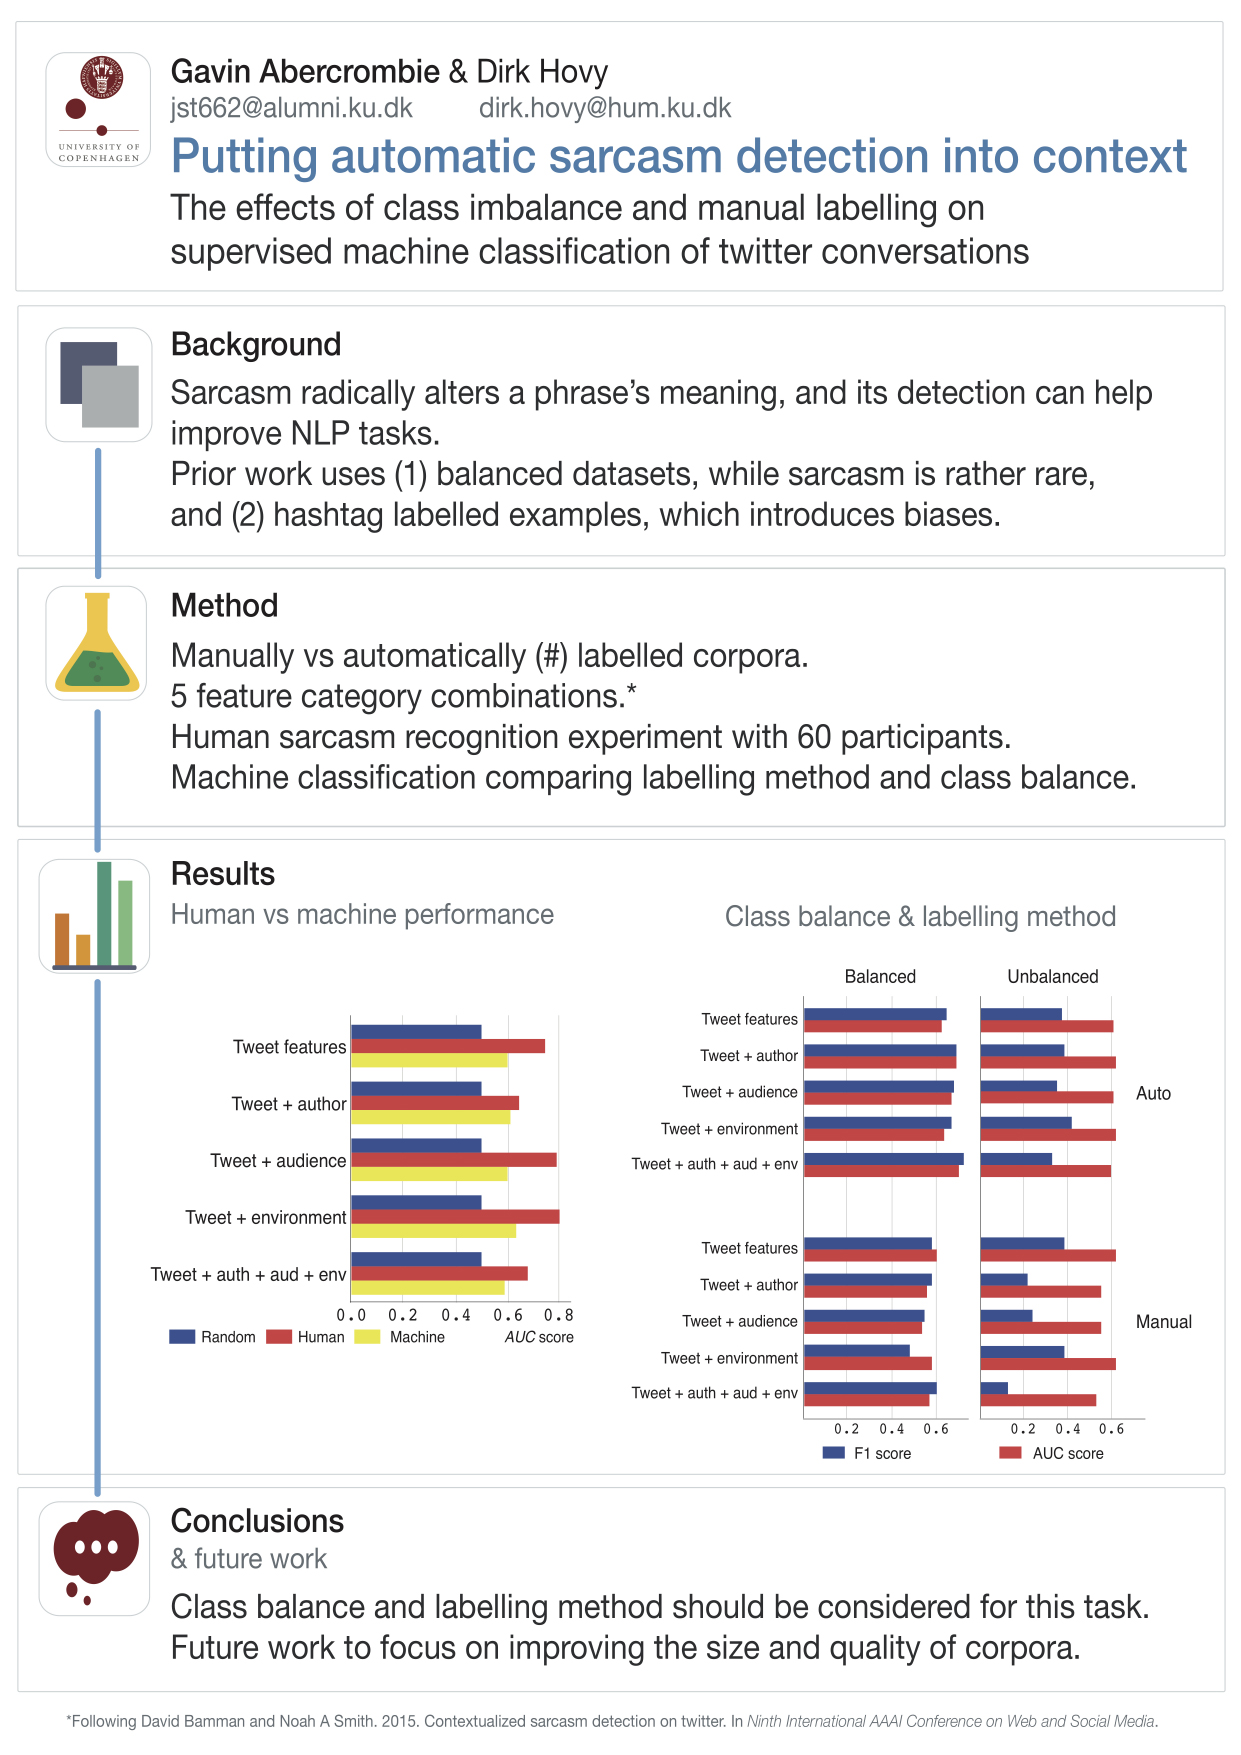 Gavin Abercrombie & Dirk Hovy
jst662@alumni.ku.dk dirk.hovy@hum.ku.dk
UNIVERSITY OF
COPENHAGEN
Putting automatic sarcasm detection into context
The effects of class imbalance and manual labelling on
supervised machine classification of twitter conversations
Background
Sarcasm radically alters a phrase’s meaning, and its detection can help
improve NLP tasks.
Prior work uses (1) balanced datasets, while sarcasm is rather rare,
and (2) hashtag labelled examples, which introduces biases.
Method
Manually vs automatically (#) labelled corpora.
5 feature category combinations.*
Human sarcasm recognition experiment with 60 participants.
Machine classification comparing labelling method and class balance.
Results
Human vs machine performance
Tweet features
Tweet + author
Tweet + audience
Tweet + environment
Tweet + auth + aud + env
0.0 0.2 0.4 0.6 0.8
Random Human Machine AUC score
Class balance & labelling method
Balanced Unbalanced
Tweet features
Tweet + author
Tweet + audience
Auto
Tweet + environment
Tweet + auth + aud + env
Tweet features
Tweet + author
Tweet + audience
Manual
Tweet + environment
Tweet + auth + aud + env
0.2 0.4 0.6 0.2 0.4 0.6
F1 score AUC score
Conclusions
& future work
Class balance and labelling method should be considered for this task.
Future work to focus on improving the size and quality of corpora.
*Following David Bamman and Noah A Smith. 2015. Contextualized sarcasm detection on twitter. In Ninth International AAAI Conference on Web and Social Media.